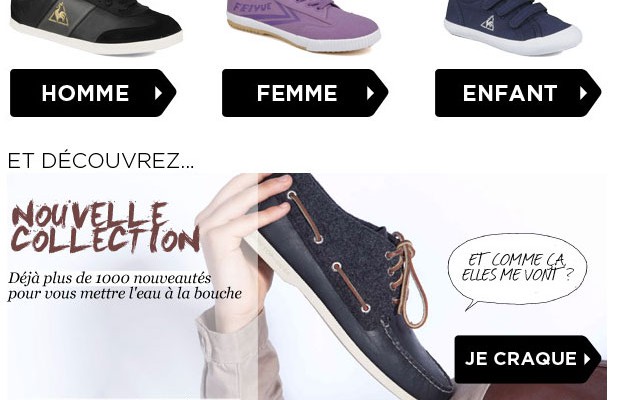 FEIYUE
HOMME
FEMME
ENFANT
ET DÉCOUVREZ...
NOUVELLE
COLLECTION
Déjà plus de 1000 nouveautés
pour vous mettre l'eau à la bouche
ET COMME ÇA,
ELLES ME VONT ?
JE CRAQUE